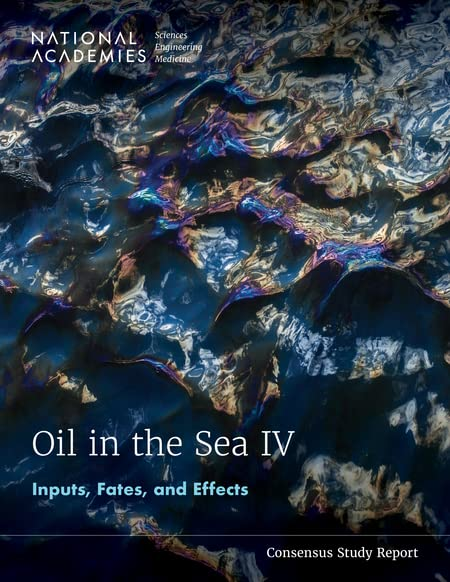 NATIONAL
ACADEMIES
Sciences
Engineering
Medicine
Oil in the Sea IV
Inputs, Fates, and Effects
Consensus Study Report